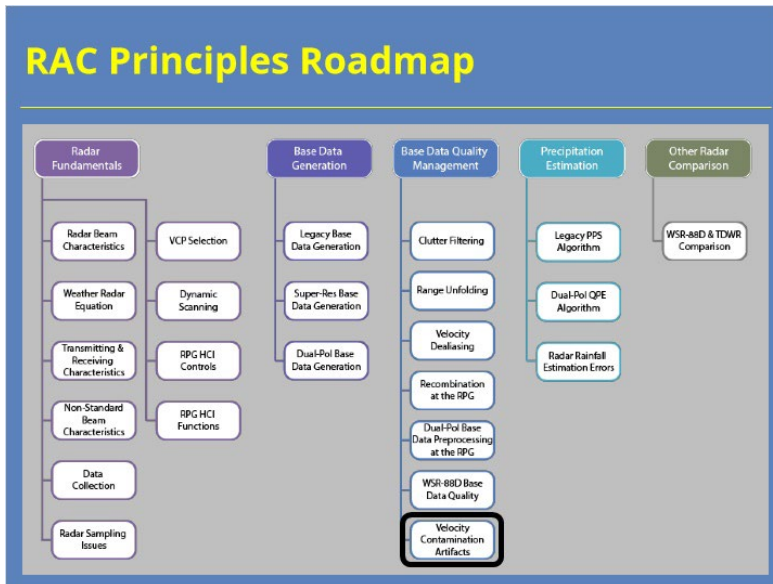 RAC Principles Roadmap
Radar
Fundamentals
Radar Beam
Characteristics
Weather Radar
Equation
Transmitting &
Receiving
Characteristics
Non-Standard
Beam
Characteristics
Data
Collection
Radar Sampling
Issues
VCP Selection
Dynamic
Scanning
RPG HCI
Controls
RPG HCI
Functions
Base Data
Generation
Legacy Base
Data Generation
Super-Res Base
Data Generation
Dual-Pol Base
Data Generation
Base Data Quality
Management
Clutter Filtering
Range Unfolding
Velocity
Dealiasing
Recombination
at the RPG
Dual-Pol Base
Data Preprocessing
at the RPG
WSR-88D Base
Data Quality
Velocity
Contamination
Artifacts
Precipitation
Estimation
Legacy PPS
Algorithm
Dual-Pol QPE
Algorithm
Radar Rainfall
Estimation Errors
Other Radar
Comparison
WSR-88D & TDWR
Comparison